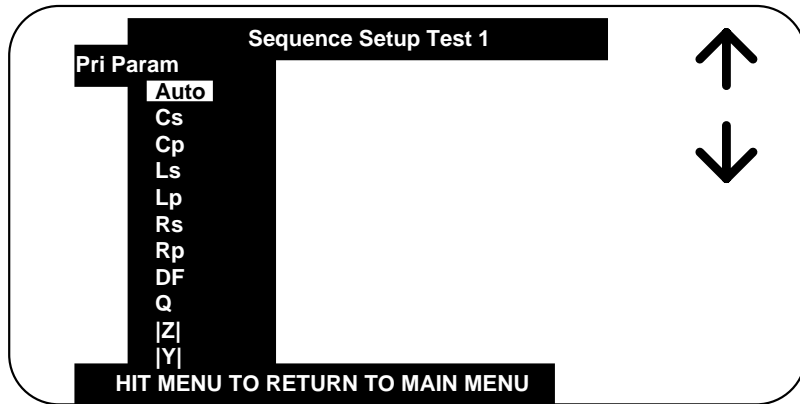 Sequence Setup Test 1
Pri Param
Auto
Cs
Cp
Ls
Lp
Rs
Rp
DF
Q
|Z|
|Y|
HIT MENU TO RETURN TO MAIN MENU